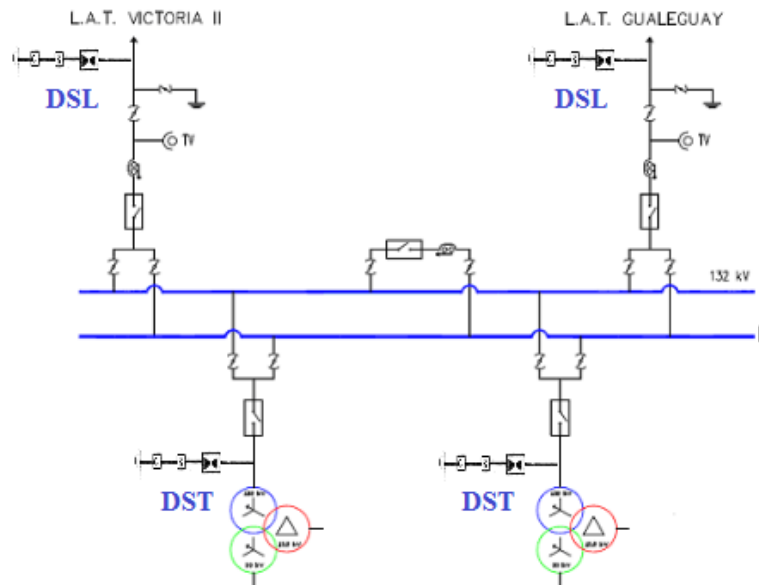 L.A.T. VICTORIA II
L.A.T. GUALEGUAY
DSL
DSL
TV
TV
132 kV
DST
DST